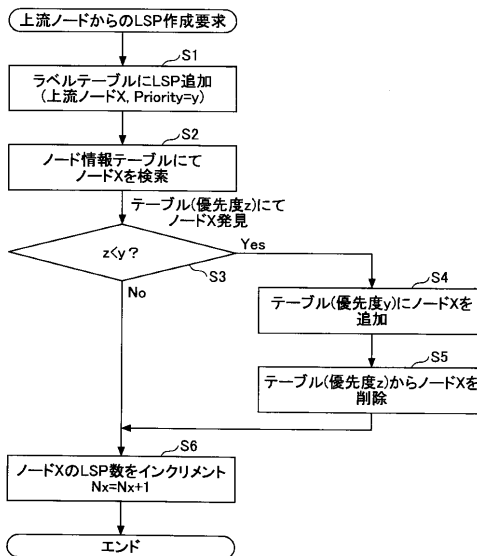 上流ノードからのLSP作成要求
S1
ラベルテーブルにLSP追加
(上流ノードX, Priority=y)
S2
ノード情報テーブルにて
ノードXを検索
テーブル(優先度z)にて
ノードX発見
z<y?
Yes
S3
No
S4
テーブル(優先度y)にノードXを
追加
S5
テーブル(優先度z)からノードXを
削除
S6
ノードXのLSP数をインクリメント
Nx=Nx+1
エンド